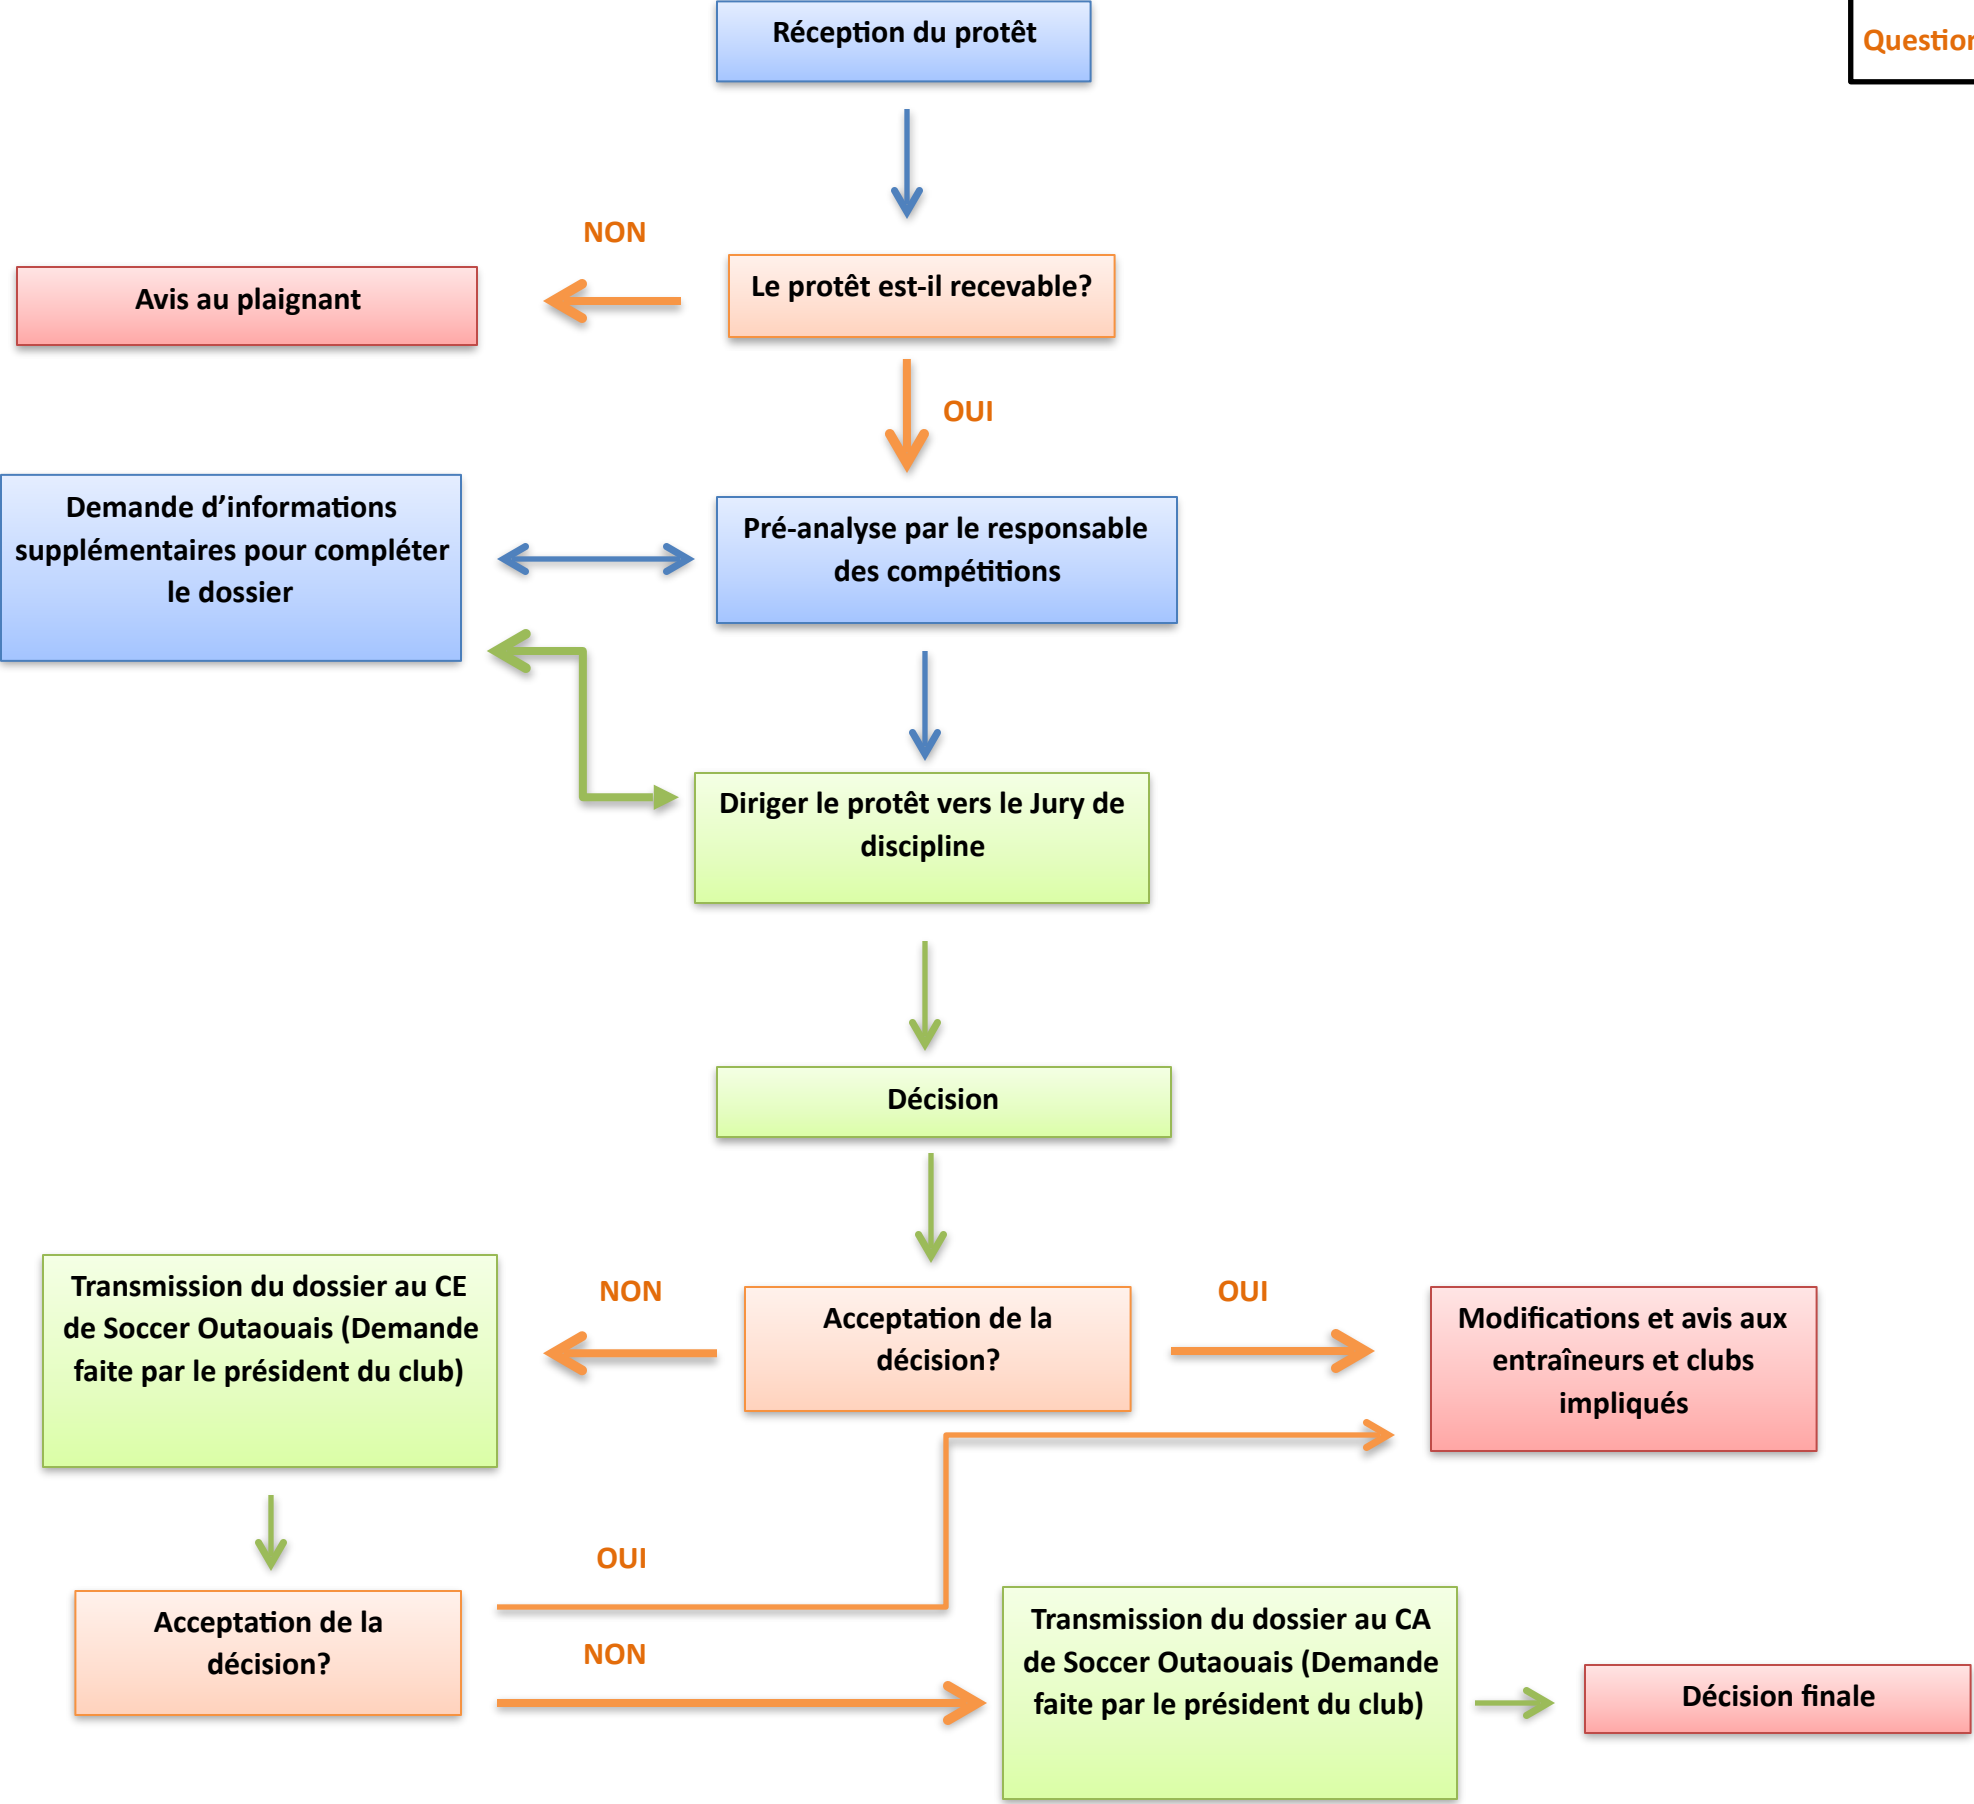 Réception du protêt
NON
Le protêt est-il recevable?
Avis au plaignant
OUI
Demande d’informations
supplémentaires pour compléter
le dossier
Pré-analyse par le responsable
des compétitions
Diriger le protêt vers le Jury de
discipline
Décision
Transmission du dossier au CE
de Soccer Outaouais (Demande
faite par le président du club)
NON
Acceptation de la
décision?
OUI
Modifications et avis aux
entraîneurs et clubs
impliqués
Acceptation de la
décision?
OUI
NON
Transmission du dossier au CA
de Soccer Outaouais (Demande
faite par le président du club)
Décision finale